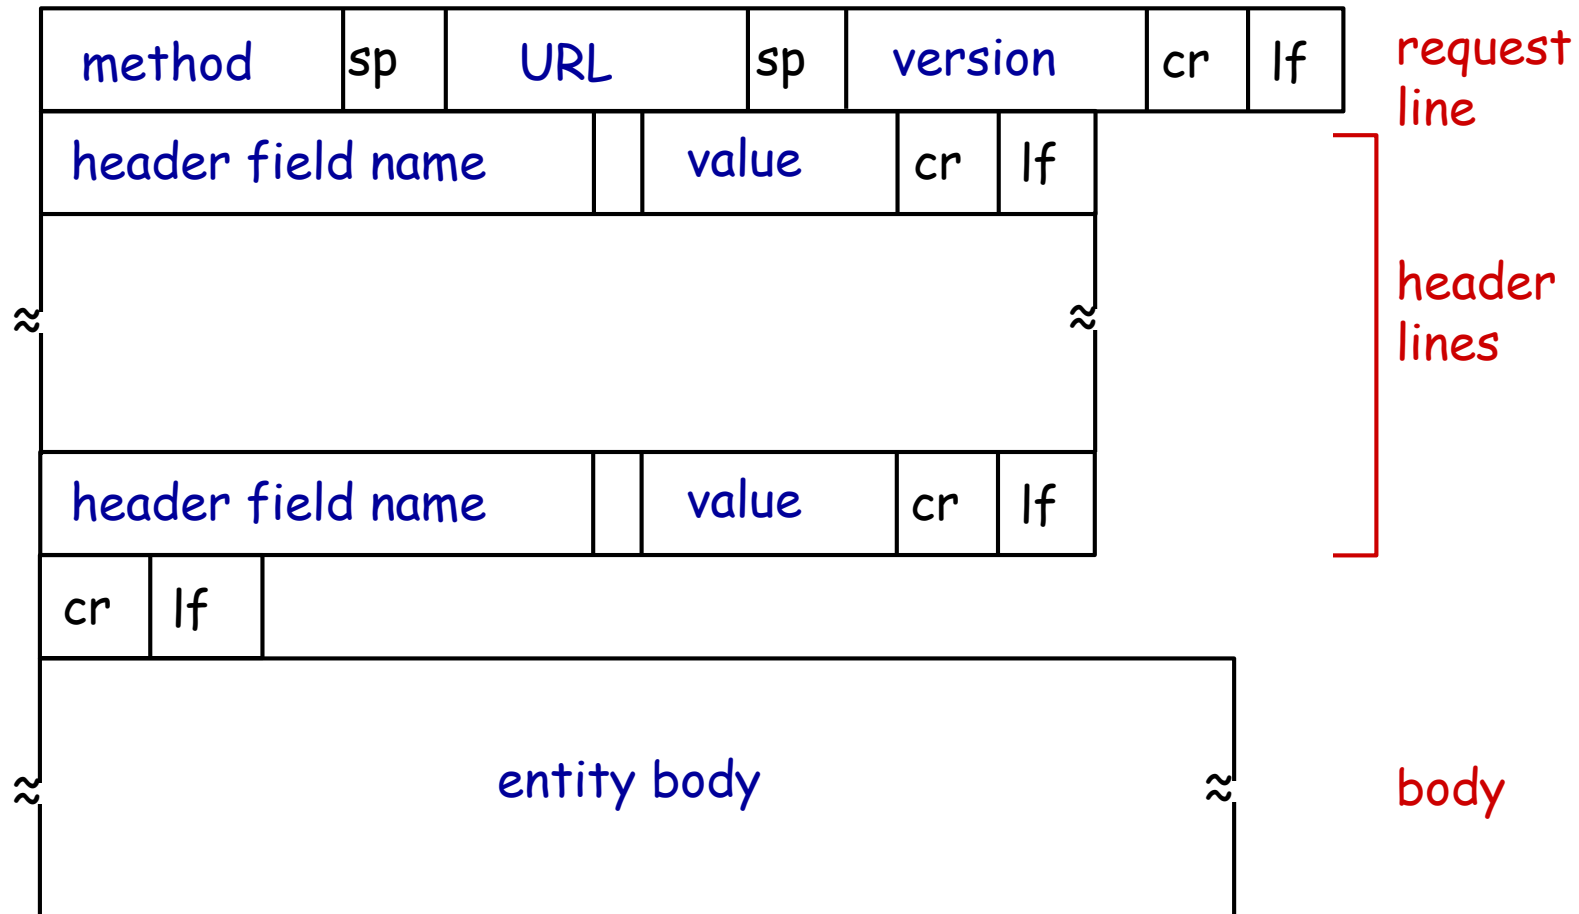 method sp URL sp version cr lf request
line
header field name value cr lf
header
lines
header field name value cr lf
cr lf
entity body body